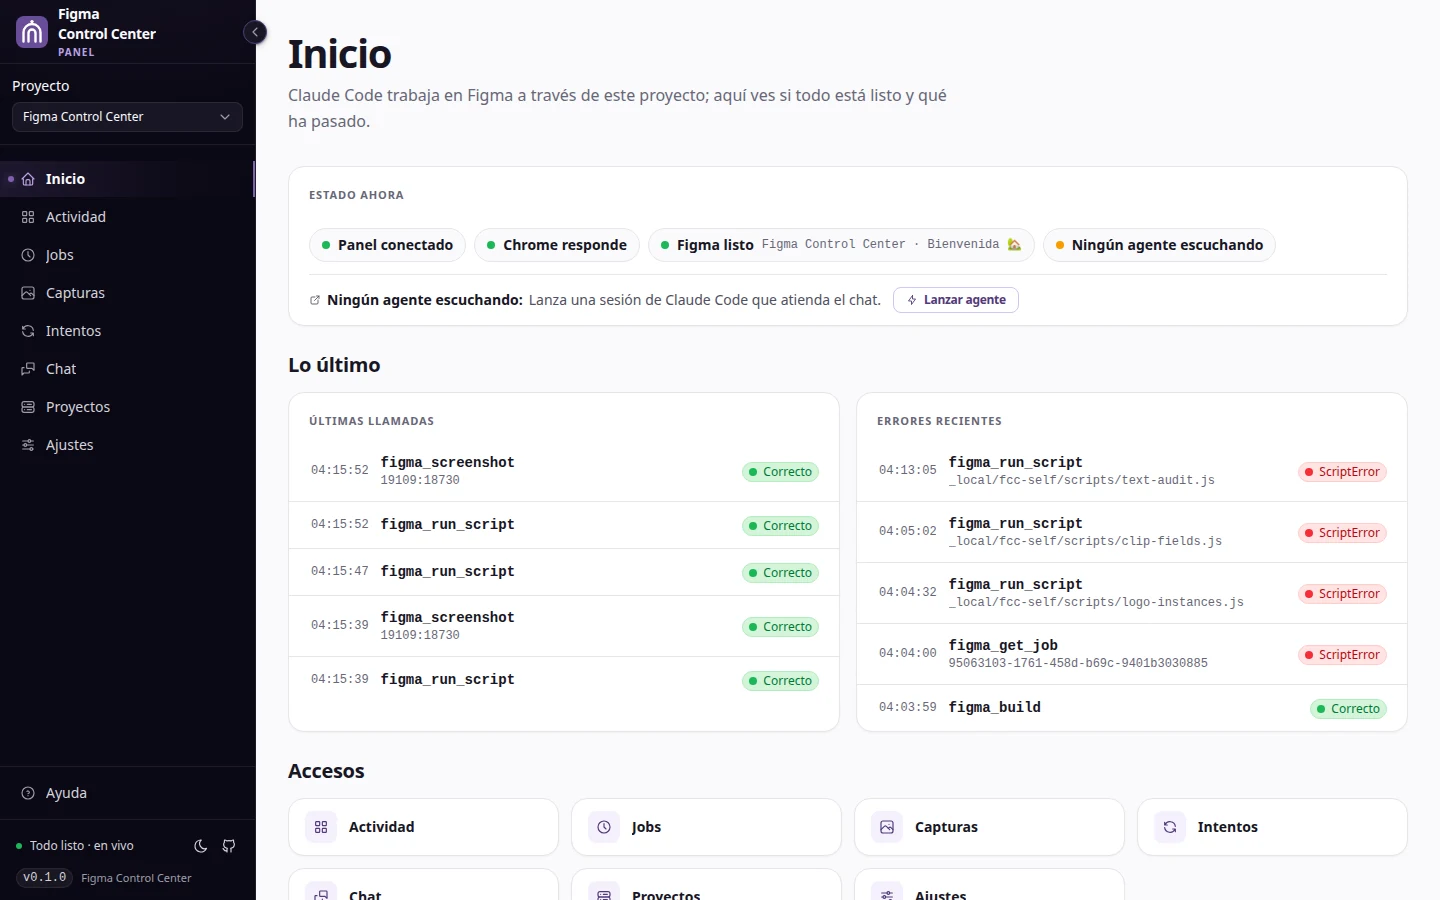 Figma
Control Center
PANEL
Proyecto
Figma Control Center
Inicio
Actividad
Jobs
Capturas
Intentos
Chat
Proyectos
Ajustes
Ayuda
Todo listo · en vivo
v0.1.0 Figma Control Center
Inicio
Claude Code trabaja en Figma a través de este proyecto; aquí ves si todo está listo y qué
ha pasado.
ESTADO AHORA
Panel conectado
Chrome responde
Figma listo Figma Control Center · Bienvenida 🏡
Ningún agente escuchando
Ningún agente escuchando: Lanza una sesión de Claude Code que atienda el chat.
Lanzar agente
Lo último
ÚLTIMAS LLAMADAS
04:15:52 figma_screenshot Correcto
19109:18730
04:15:52 figma_run_script Correcto
04:15:47 figma_run_script Correcto
04:15:39 figma_screenshot Correcto
19109:18730
04:15:39 figma_run_script Correcto
ERRORES RECIENTES
04:13:05 figma_run_script ScriptError
_local/fcc-self/scripts/text-audit.js
04:05:02 figma_run_script ScriptError
_local/fcc-self/scripts/clip-fields.js
04:04:32 figma_run_script ScriptError
_local/fcc-self/scripts/logo-instances.js
04:04:00 figma_get_job ScriptError
95063103-1761-458d-b69c-9401b3030885
04:03:59 figma_build Correcto
Accesos
Actividad
Jobs
Capturas
Intentos
Chat
Proyectos
Ajustes